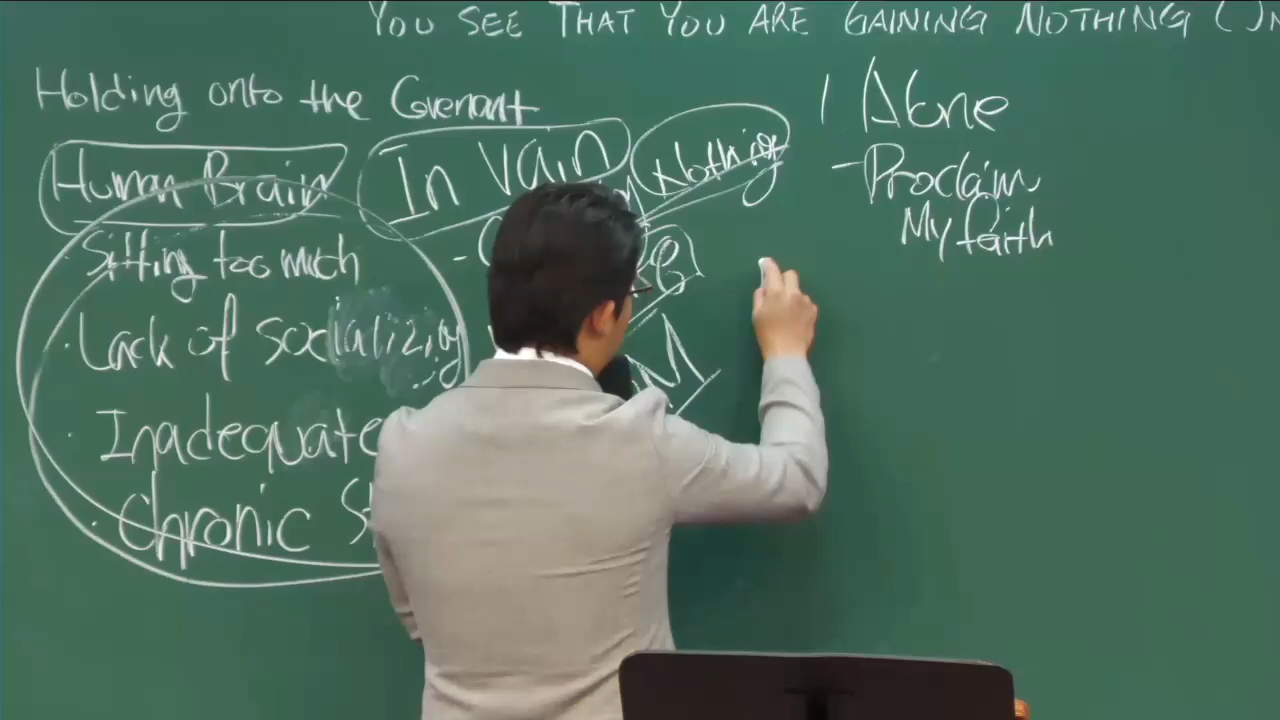 YOU SEE THAT YOU ARE GAINING NOTHING (
Holding onto the Covenant
Human Brain
Sitting too much
Lack of socializing
Inadequate
Chronic
In Vain
Nothing
1 Alone
- Proclaim
My faith